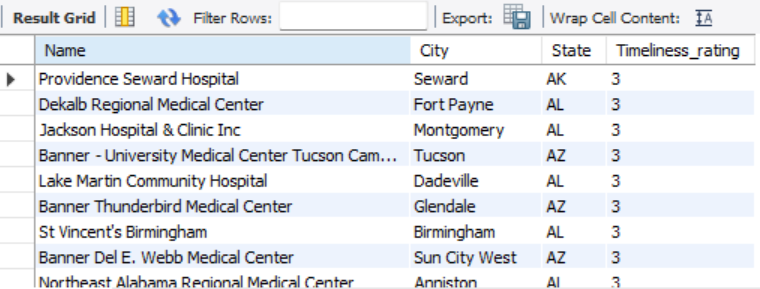 Result Grid Filter Rows: Export: Wrap Cell Content: IA
Name City State Timeliness_rating
Providence Seward Hospital Seward AK 3
Dekalb Regional Medical Center Fort Payne AL 3
Jackson Hospital & Clinic Inc Montgomery AL 3
Banner - University Medical Center Tucson Cam... Tucson AZ 3
Lake Martin Community Hospital Dadeville AL 3
Banner Thunderbird Medical Center Glendale AZ 3
St Vincent's Birmingham Birmingham AL 3
Banner Del E. Webb Medical Center Sun City West AZ 3
Northeast Alabama Regional Medical Center Anniston AL 3